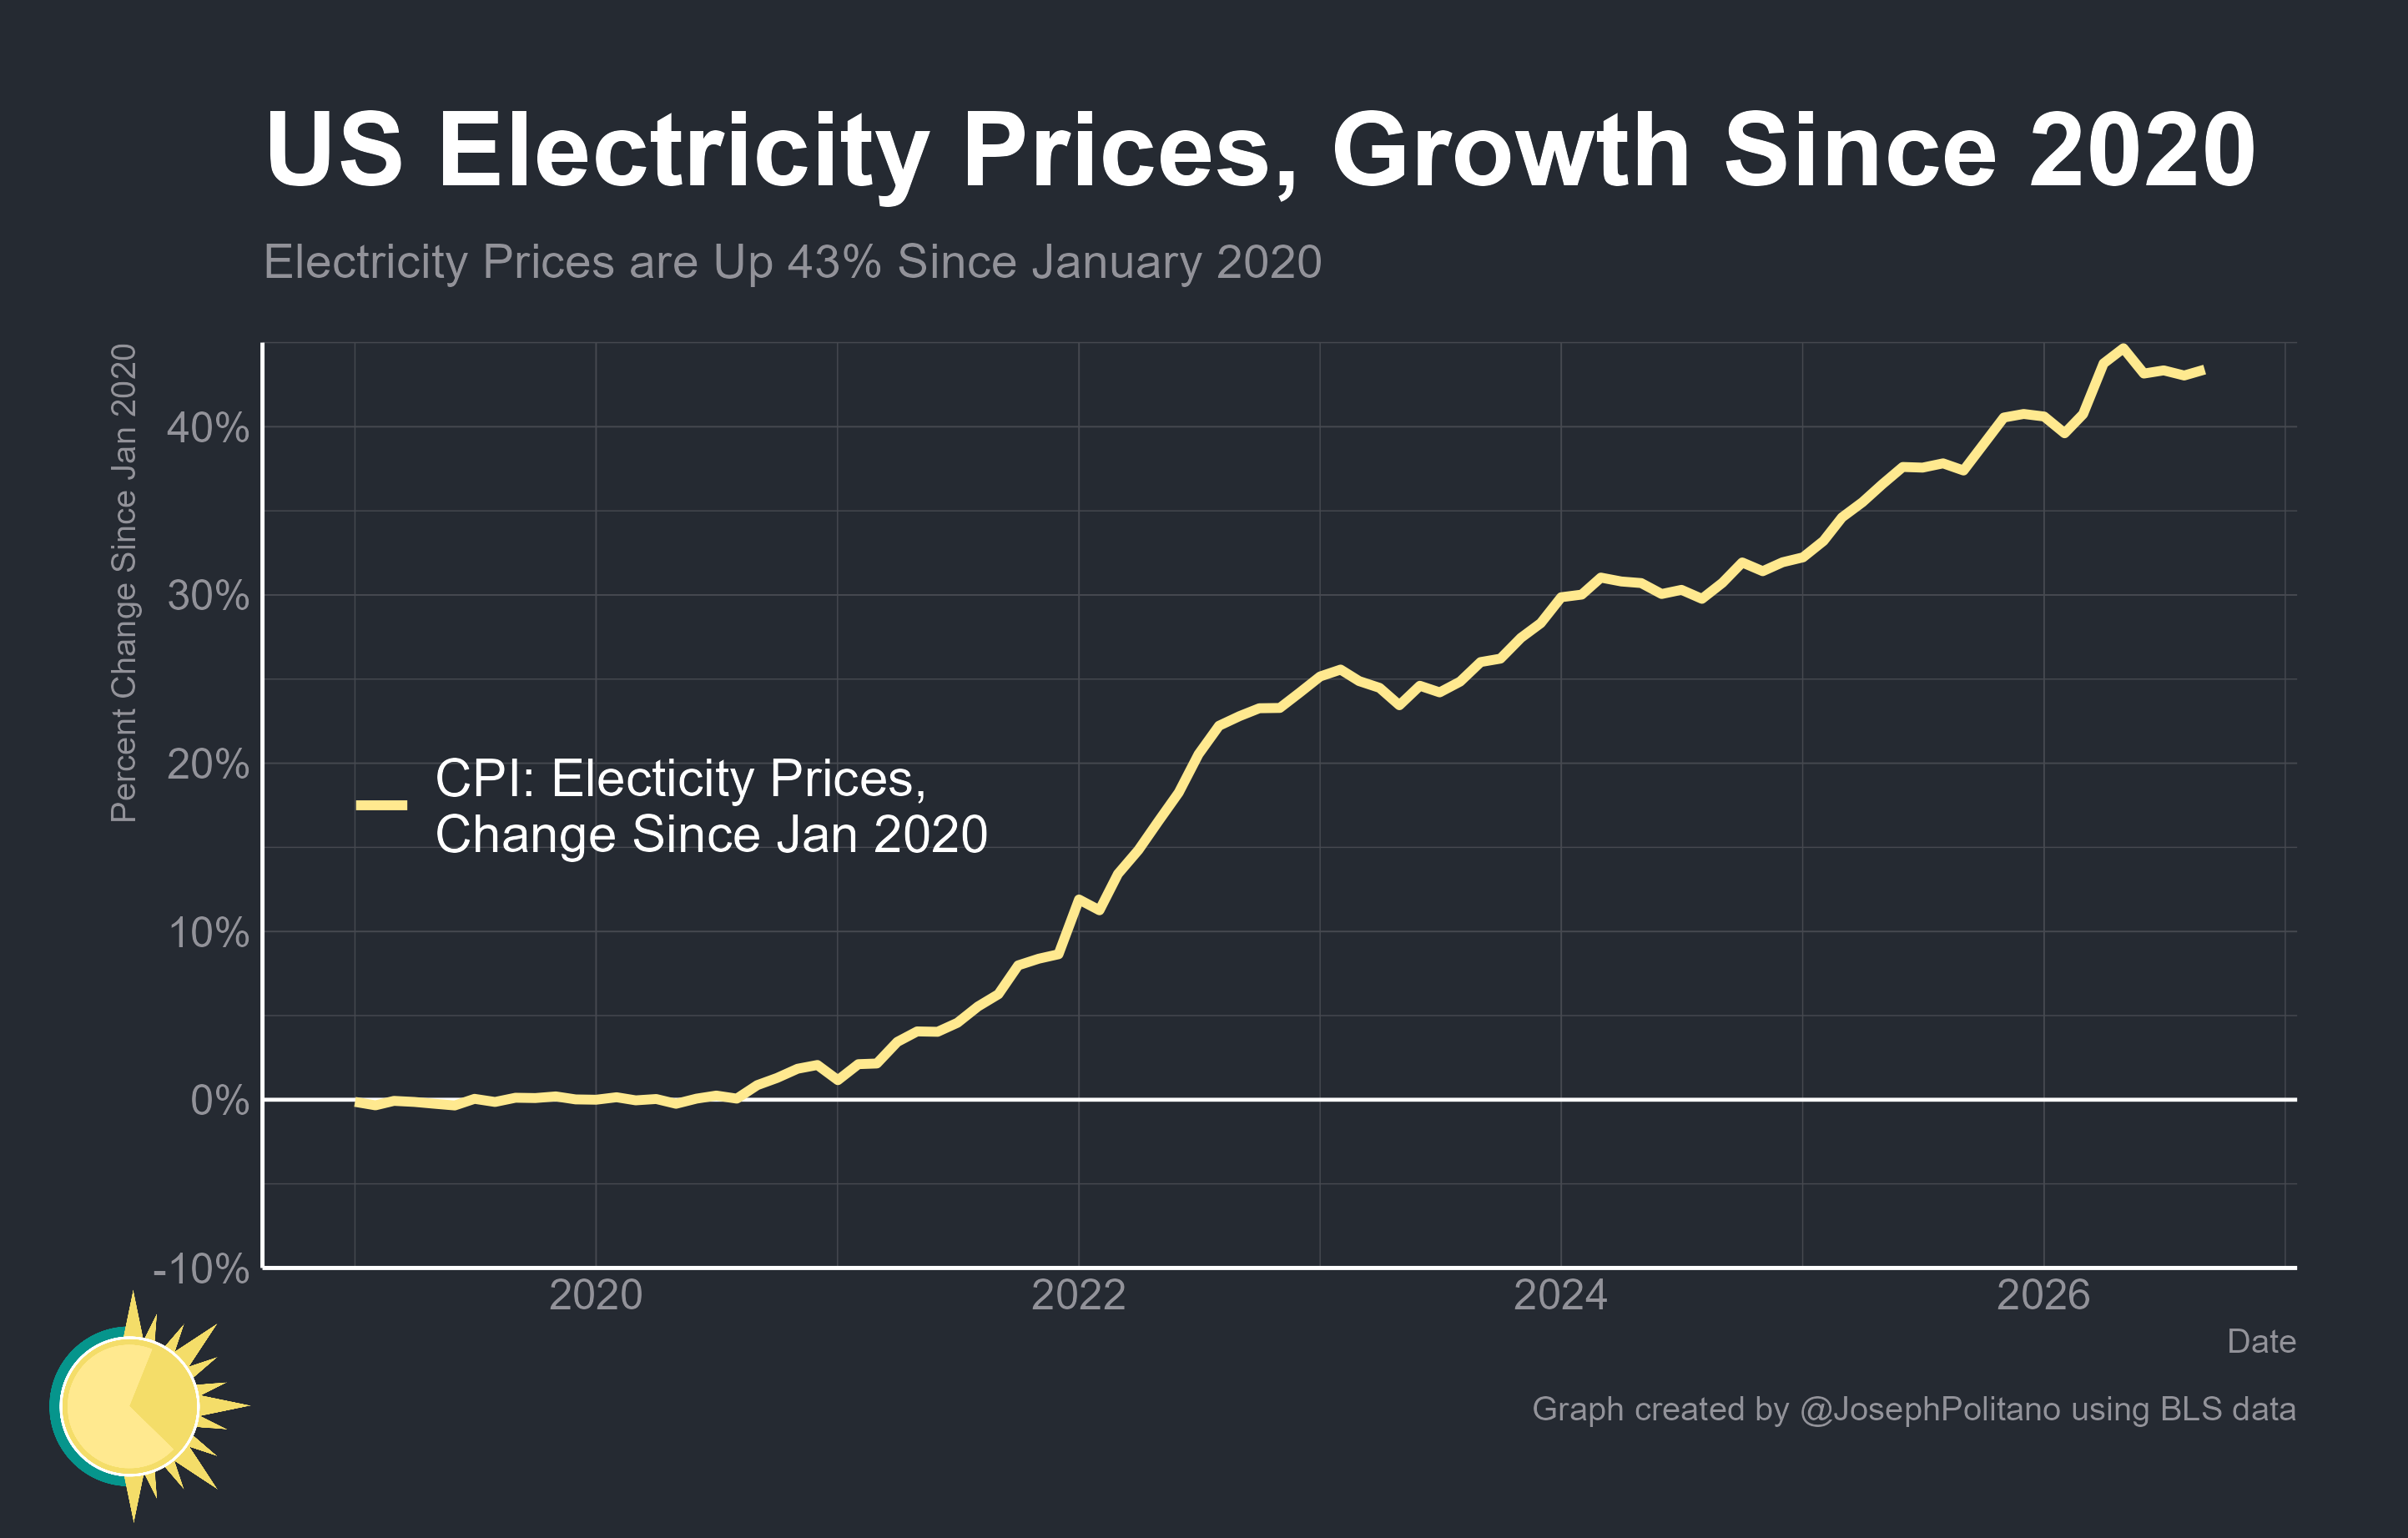 US Electricity Prices, Growth Since 2020
Electricity Prices are Up 43% Since January 2020
Percent Change Since Jan 2020
40%
30%
20%
10%
0%
-10%
CPI: Electicity Prices,
Change Since Jan 2020
2020
2022
2024
2026
Date
Graph created by @JosephPolitano using BLS data